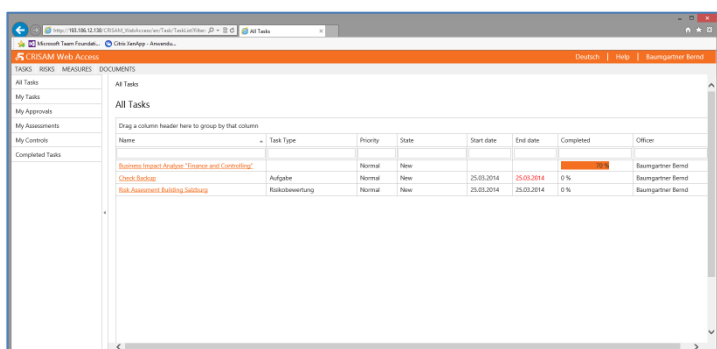 http://183.186.12.138/CRISAM_WebAccess/en/Task/TaskList?filter
All Tasks
Microsoft Team Foundati...
Citrix XenApp - Anwendu...
CRISAM Web Access
Deutsch | Help | Baumgartner Bernd
TASKS RISKS MEASURES DOCUMENTS
All Tasks
My Tasks
My Approvals
My Assessments
My Controls
Completed Tasks
All Tasks
All Tasks
Drag a column header here to group by that column
Name Task Type Priority State Start date End date Completed Officer
Business Impact Analyse "Finance and Controlling" Normal New 70 % Baumgartner Bernd
Check Backup Aufgabe Normal New 25.03.2014 25.03.2014 0 % Baumgartner Bernd
Risk Assesment Building Salzburg Risikobewertung Normal New 25.03.2014 25.03.2014 0 % Baumgartner Bernd